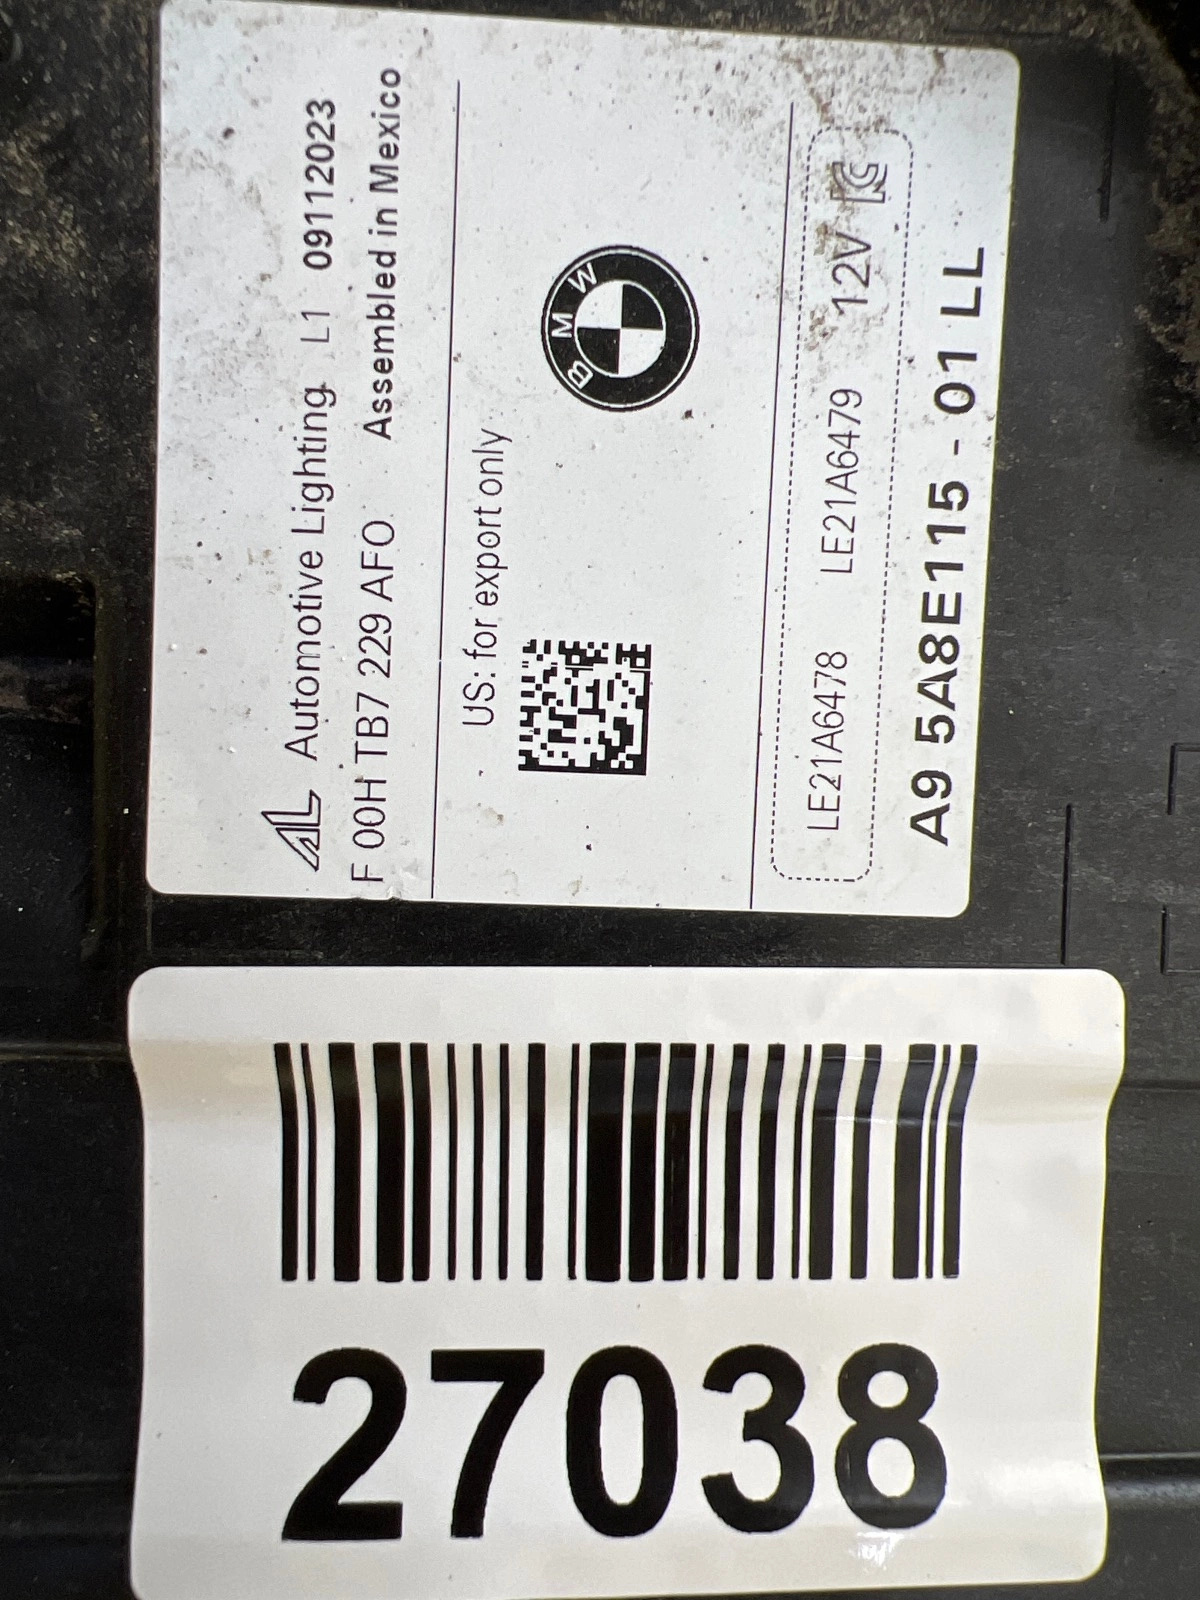 AL Automotive Lighting L1 09112023
F 00H TB7 229 AFO Assembled in Mexico
US: for export only
BMW
LE21A6478 LE21A6479 12V
A9 5A8E115 - 01 LL
27038